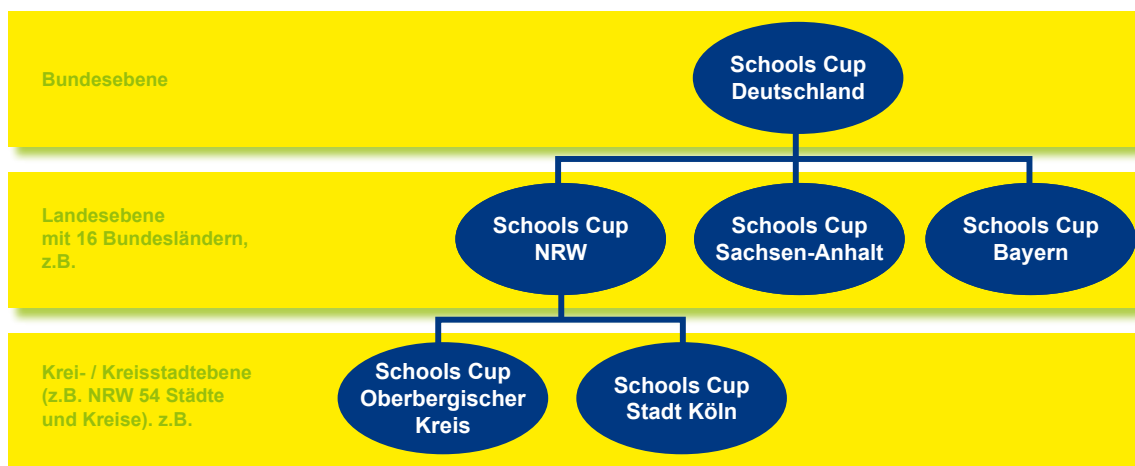 Bundesebene
Schools Cup
Deutschland
Landesebene
mit 16 Bundesländern,
z.B.
Schools Cup
NRW
Schools Cup
Sachsen-Anhalt
Schools Cup
Bayern
Krei- / Kreisstadtebene
(z.B. NRW 54 Städte
und Kreise). z.B.
Schools Cup
Oberbergischer
Kreis
Schools Cup
Stadt Köln